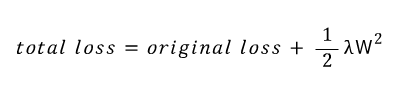 total loss = original loss + 1/2 λW²